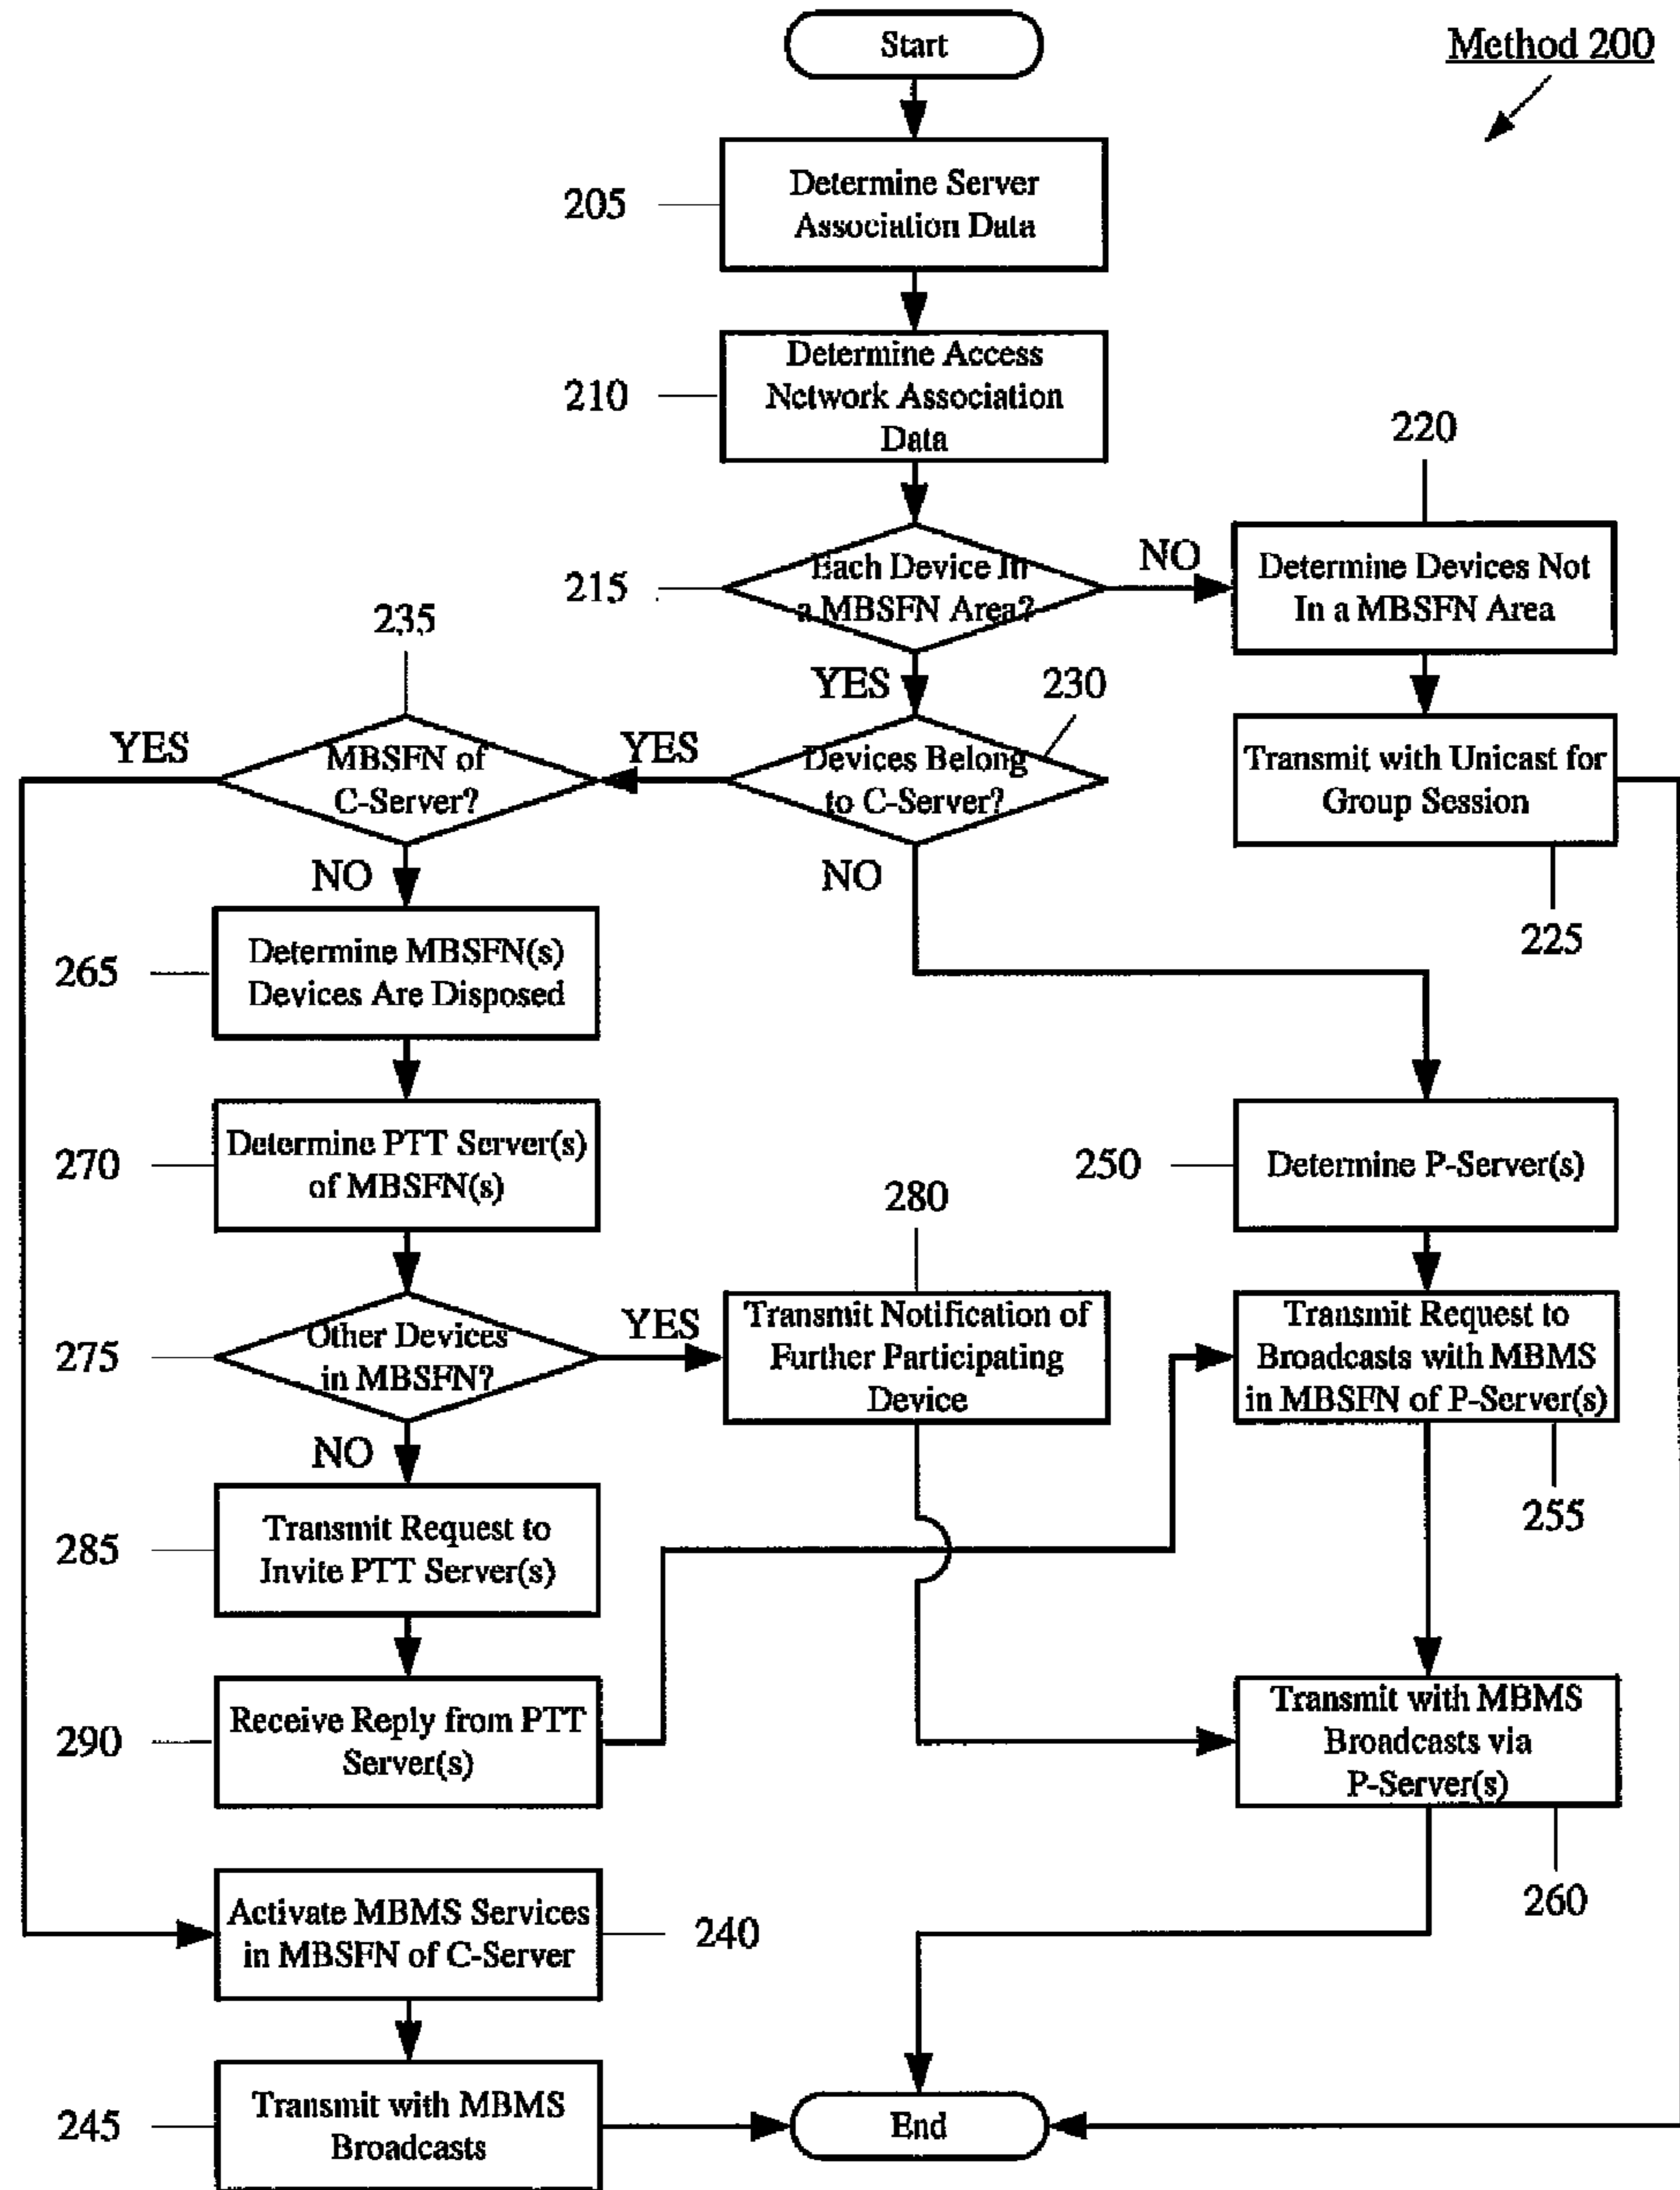 Start
Method 200
205
Determine Server
Association Data
210
Determine Access
Network Association
Data
220
215
Each Device In
a MBSFN Area?
NO
Determine Devices Not
In a MBSFN Area
235
YES
230
YES
MBSFN of
C-Server?
YES
Devices Belong
to C-Server?
Transmit with Unicast for
Group Session
NO
NO
225
265
Determine MBSFN(s)
Devices Are Disposed
270
Determine PTT Server(s)
of MBSFN(s)
280
250
Determine P-Server(s)
275
Other Devices
in MBSFN?
YES
Transmit Notification of
Further Participating
Device
Transmit Request to
Broadcasts with MBMS
in MBSFN of P-Server(s)
NO
255
285
Transmit Request to
Invite PTT Server(s)
290
Receive Reply from PTT
Server(s)
Transmit with MBMS
Broadcasts via
P-Server(s)
260
Activate MBMS Services
in MBSFN of C-Server
240
245
Transmit with MBMS
Broadcasts
End